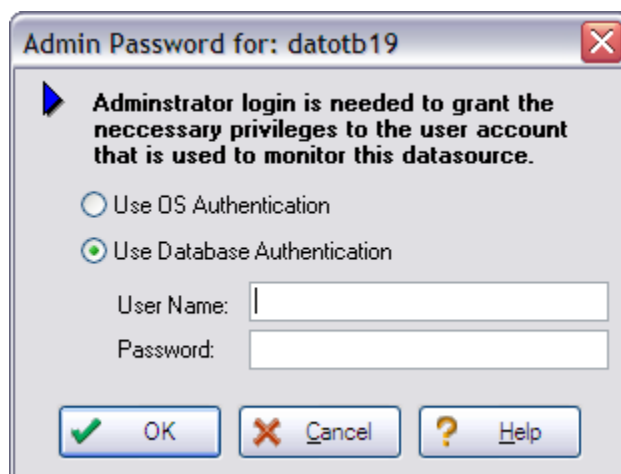 Admin Password for: datotb19
Adminstrator login is needed to grant the
neccessary privileges to the user account
that is used to monitor this datasource.
Use OS Authentication
Use Database Authentication
User Name:
Password:
OK
Cancel
Help